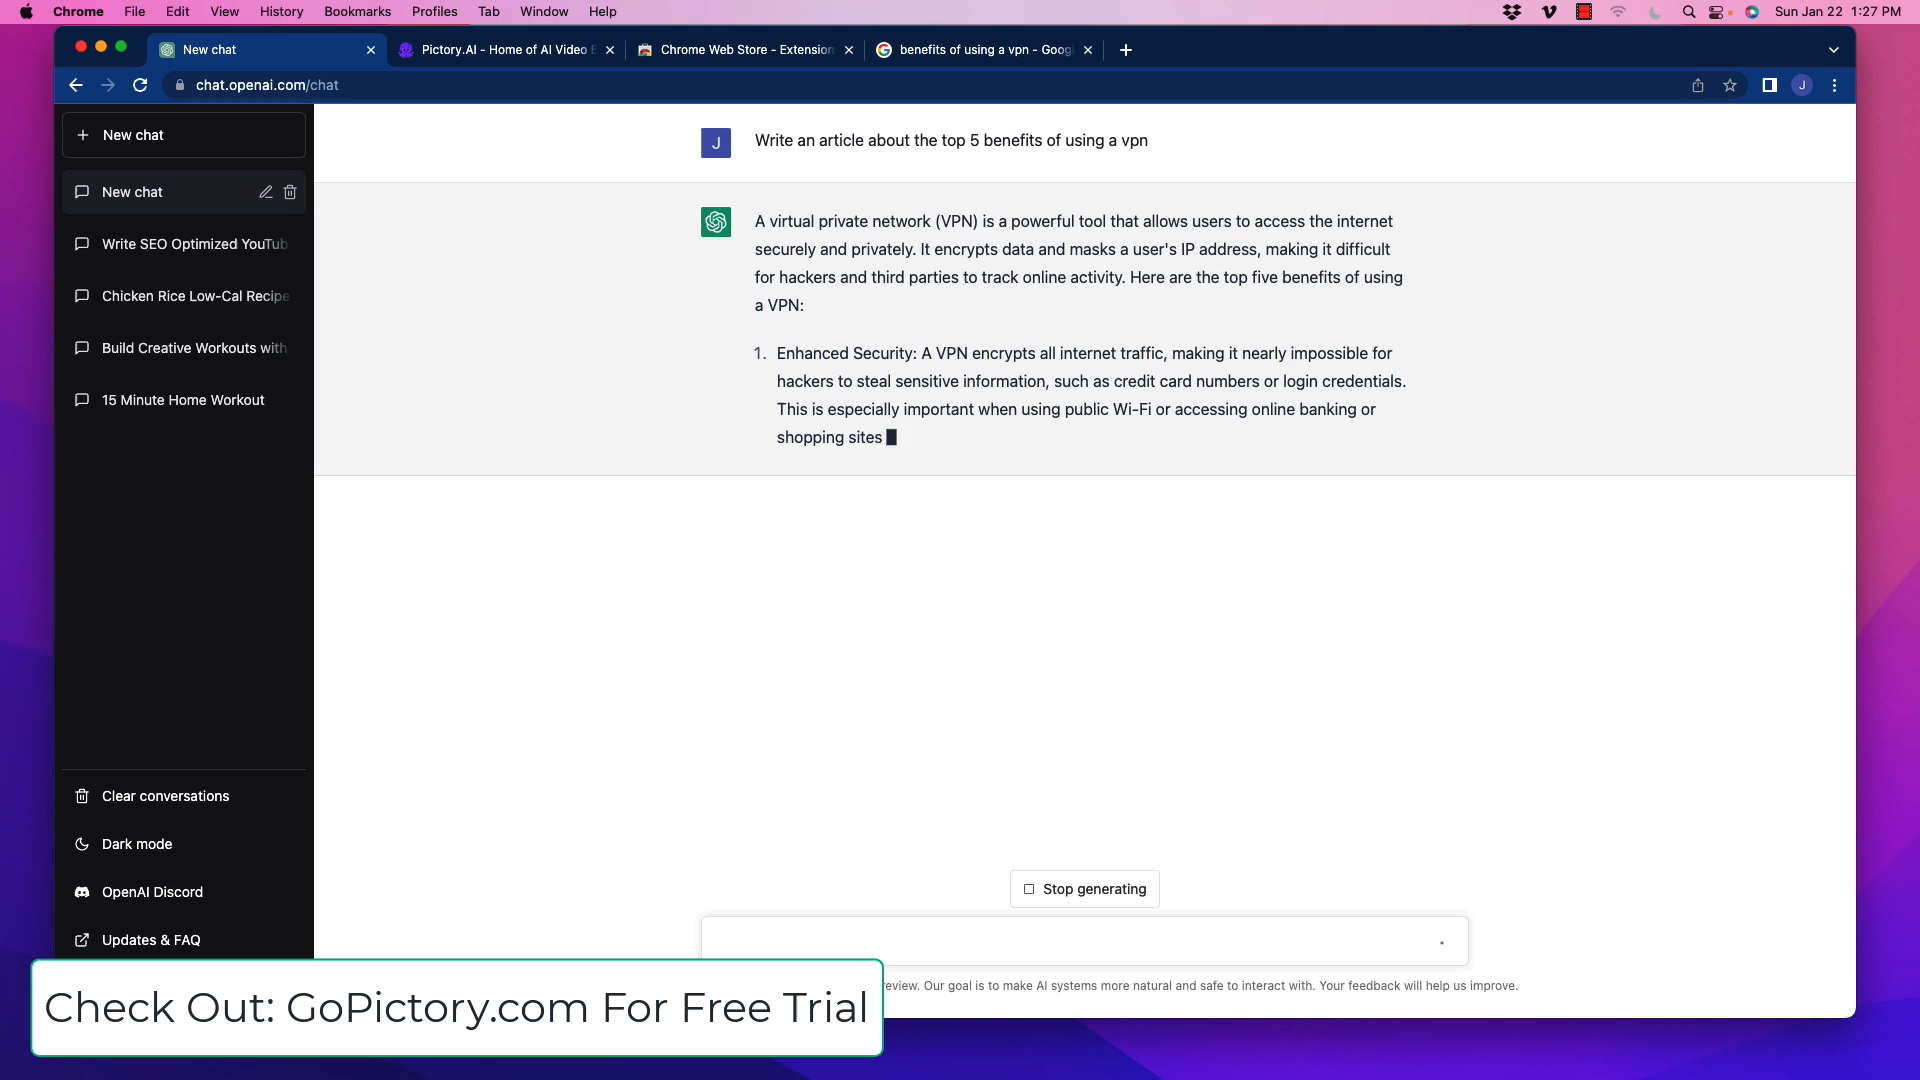 Chrome File Edit View History Bookmarks Profiles Tab Window Help Sun Jan 22 1:27 PM
New chat Pictory.AI - Home of AI Video E Chrome Web Store - Extension benefits of using a vpn - Goog
chat.openai.com/chat J
New chat
New chat
Write SEO Optimized YouTub
Chicken Rice Low-Cal Recipe
Build Creative Workouts with
15 Minute Home Workout
Clear conversations
Dark mode
OpenAI Discord
Updates & FAQ
J Write an article about the top 5 benefits of using a vpn
A virtual private network (VPN) is a powerful tool that allows users to access the internet
securely and privately. It encrypts data and masks a user's IP address, making it difficult
for hackers and third parties to track online activity. Here are the top five benefits of using
a VPN:
1. Enhanced Security: A VPN encrypts all internet traffic, making it nearly impossible for
hackers to steal sensitive information, such as credit card numbers or login credentials.
This is especially important when using public Wi-Fi or accessing online banking or
shopping sites
Stop generating
review. Our goal is to make AI systems more natural and safe to interact with. Your feedback will help us improve.
Check Out: GoPictory.com For Free Trial